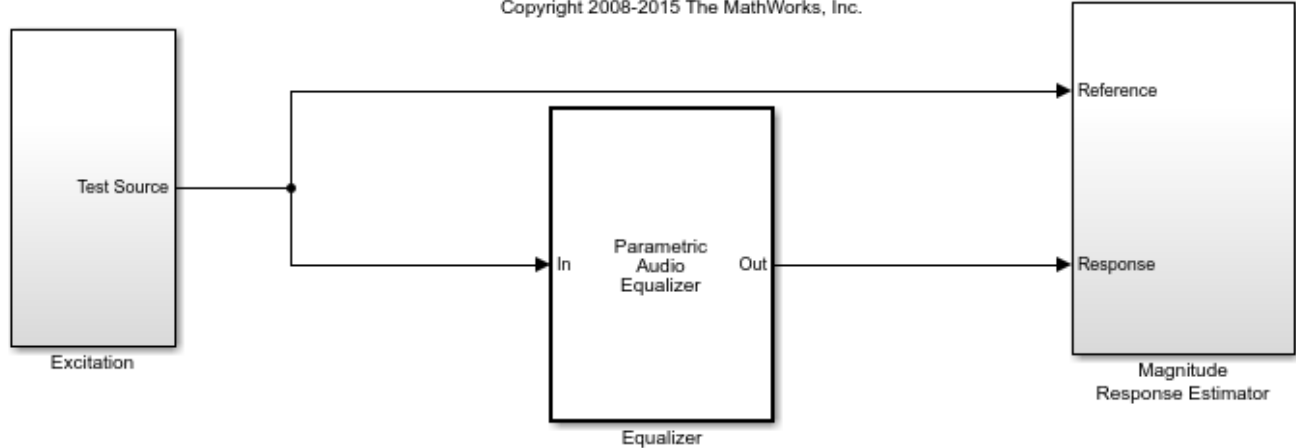 Copyright 2008-2015 The MathWorks, Inc.
Test Source
Excitation
In
Parametric
Audio
Equalizer
Out
Equalizer
Reference
Response
Magnitude
Response Estimator